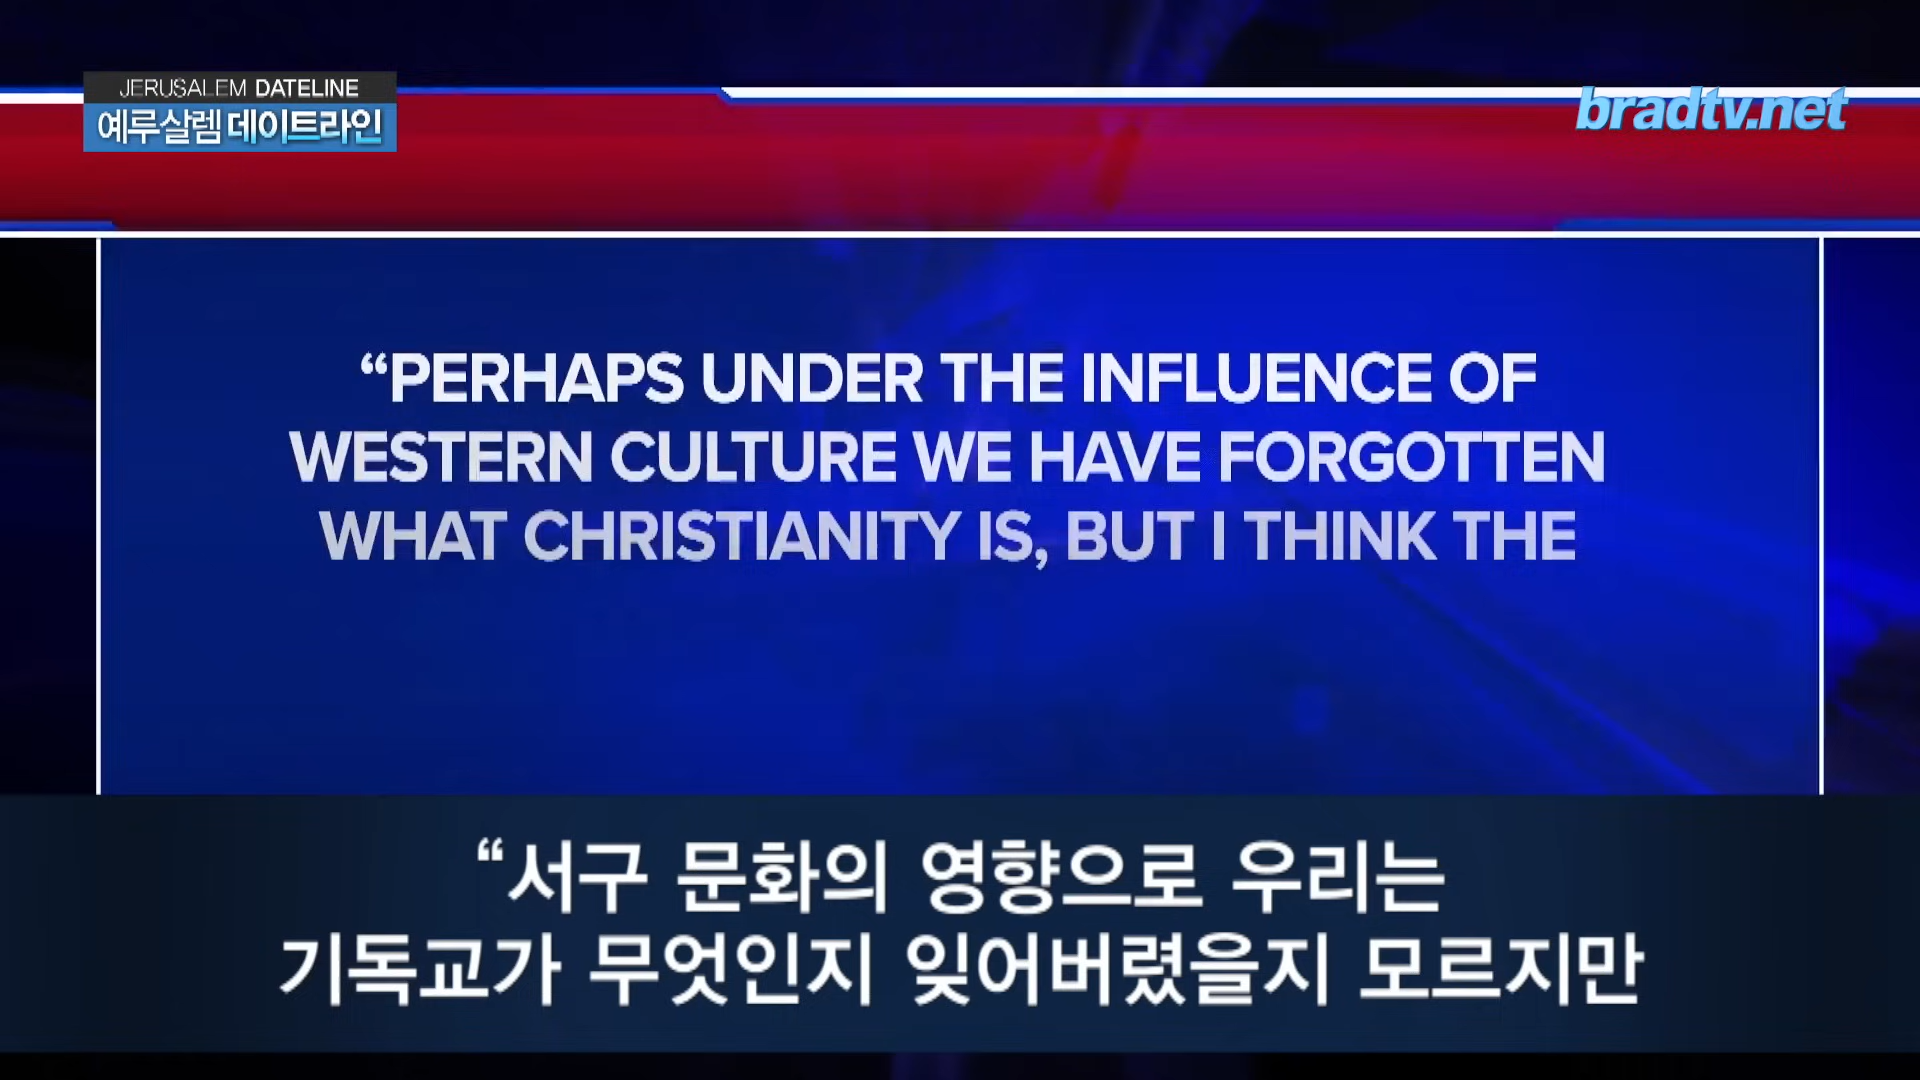 JERUSALEM DATELINE
예루살렘 데이트라인
bradtv.net
“PERHAPS UNDER THE INFLUENCE OF
WESTERN CULTURE WE HAVE FORGOTTEN
WHAT CHRISTIANITY IS, BUT I THINK THE
“서구 문화의 영향으로 우리는
기독교가 무엇인지 잊어버렸을지 모르지만